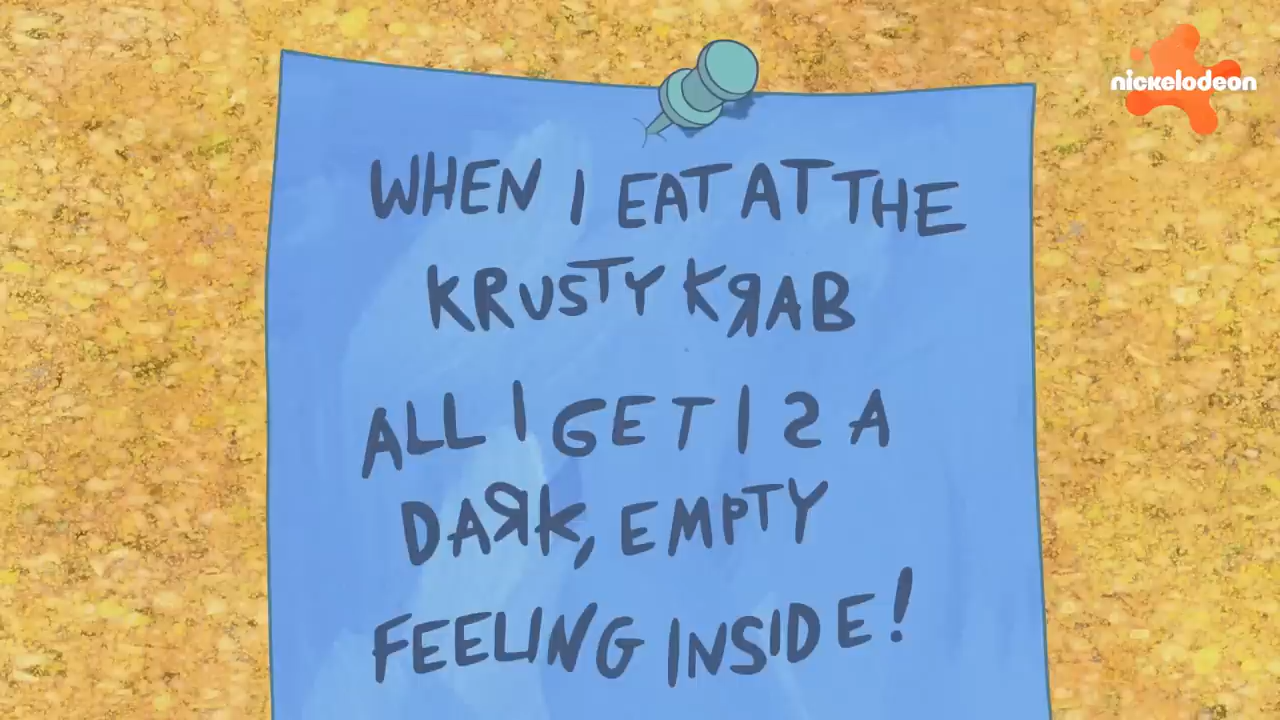 nickelodeon
WHEN I EAT AT THE
KRUSTY KRAB
ALL I GET IS A
DARK, EMPTY
FEELING INSIDE!